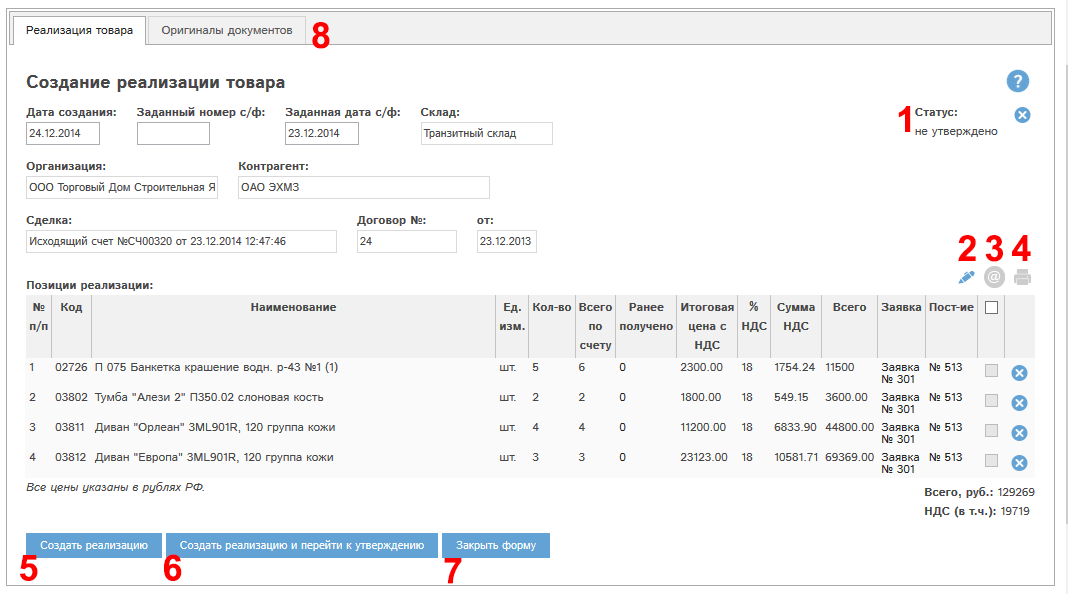 Реализация товара Оригиналы документов 8
Создание реализации товара ?
Дата создания: Заданный номер с/ф: Заданная дата с/ф: Склад: 1 Статус:
24.12.2014 23.12.2014 Транзитный склад не утверждено
Организация: Контрагент:
ООО Торговый Дом Строительная Я ОАО ЭХМЗ
Сделка: Договор №: от:
Исходящий счет №СЧ00320 от 23.12.2014 12:47:46 24 23.12.2013
2 3 4
@
Позиции реализации:
№ Код Наименование Ед. Кол-во Всего Ранее Итоговая % Сумма Всего Заявка Пост-ие
п/п изм. по получено цена с НДС НДС
счету НДС
1 02726 П 075 Банкетка крашение водн. р-43 №1 (1) шт. 5 6 0 2300.00 18 1754.24 11500 Заявка № 513
№ 301
2 03802 Тумба "Алези 2" П350.02 слоновая кость шт. 2 2 0 1800.00 18 549.15 3600.00 Заявка № 513
№ 301
3 03811 Диван "Орлеан" 3ML901R, 120 группа кожи шт. 4 4 0 11200.00 18 6833.90 44800.00 Заявка № 513
№ 301
4 03812 Диван "Европа" 3ML901R, 120 группа кожи шт. 3 3 0 23123.00 18 10581.71 69369.00 Заявка № 513
№ 301
Все цены указаны в рублях РФ.
Всего, руб.: 129269
НДС (в т.ч.): 19719
Создать реализацию Создать реализацию и перейти к утверждению Закрыть форму
5 6 7